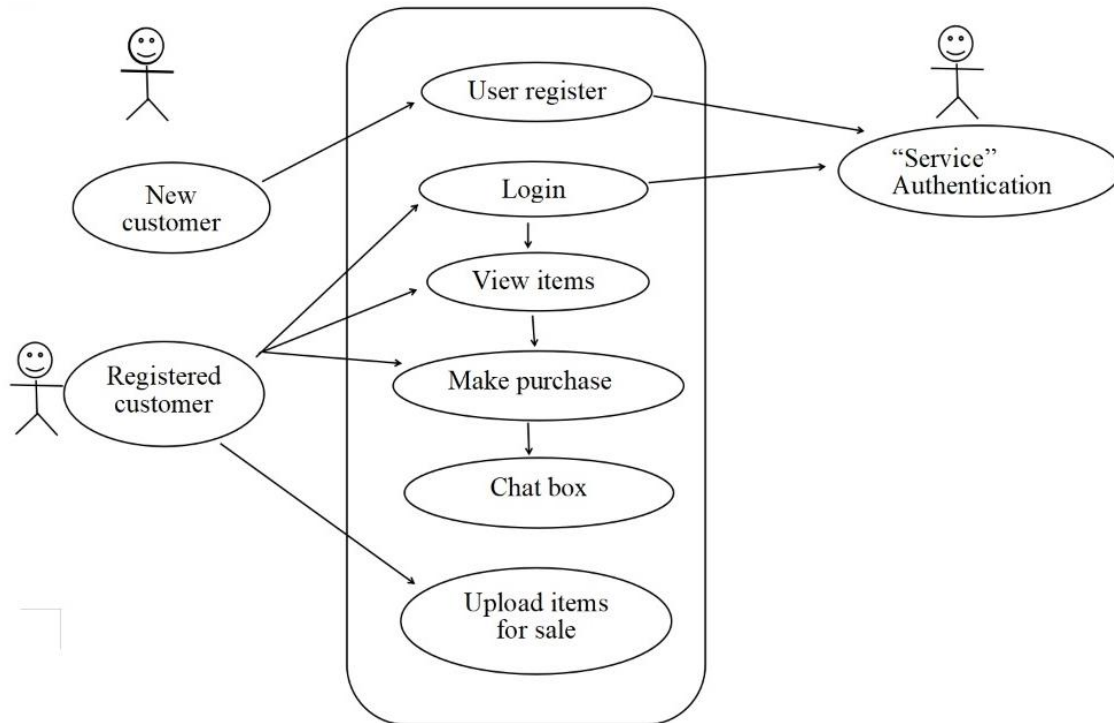 User register
“Service”
Authentication
New
customer
Login
View items
Registered
customer
Make purchase
Chat box
Upload items
for sale